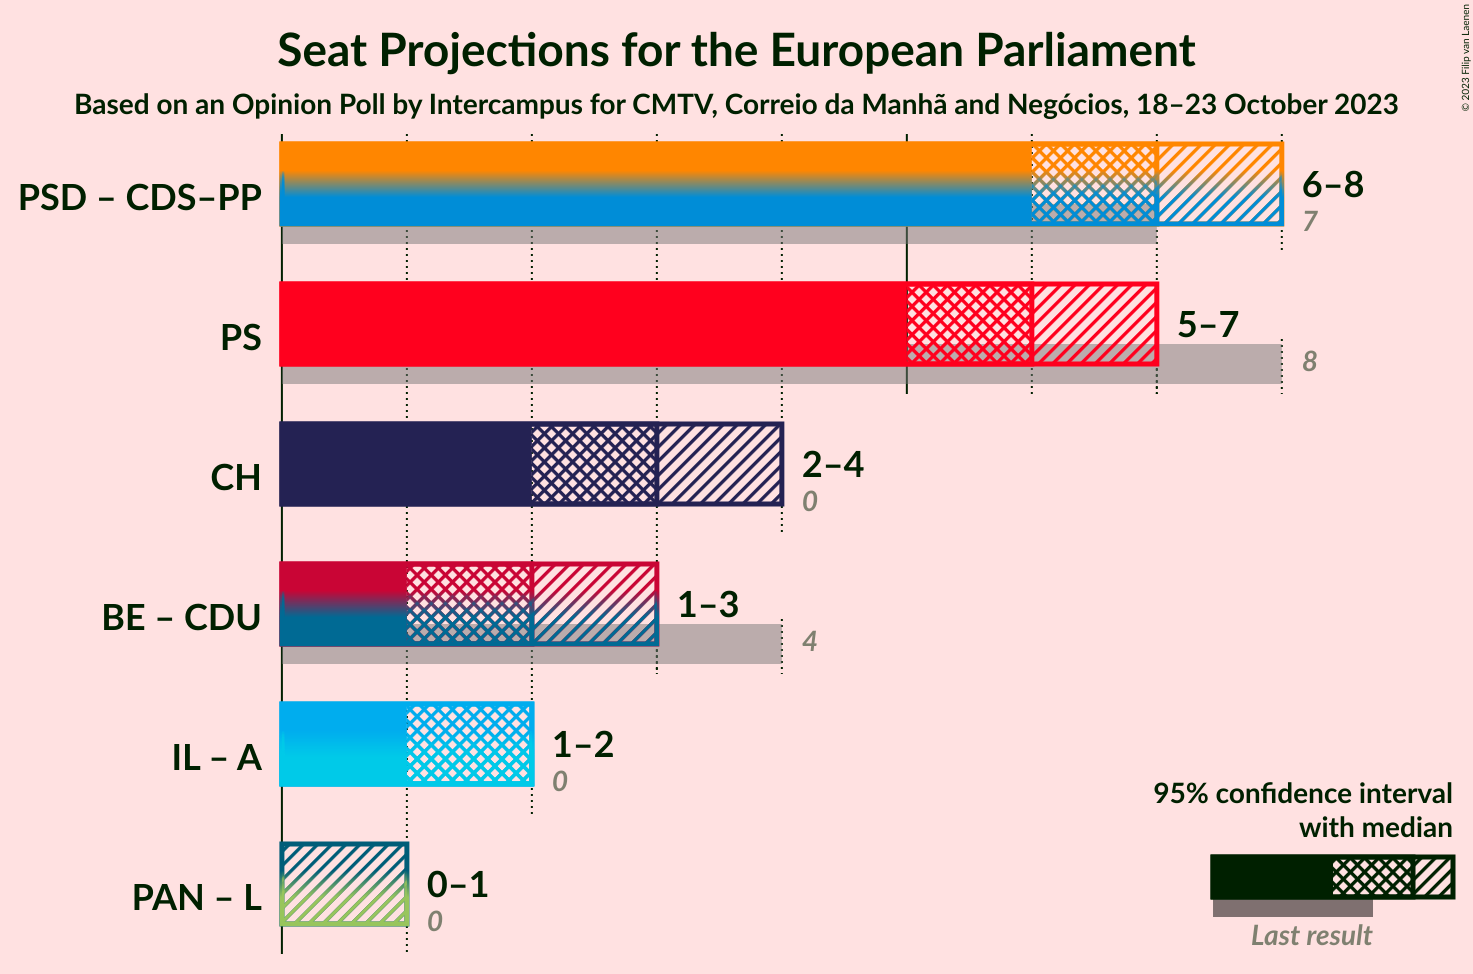 Seat Projections for the European Parliament
Based on an Opinion Poll by Intercampus for CMTV, Correio da Manhã and Negócios, 18–23 October 2023
© 2023 Filip van Laenen
PSD – CDS–PP
6–8
7
PS
5–7
8
CH
2–4
0
BE – CDU
1–3
4
IL – A
1–2
0
PAN – L
0–1
0
95% confidence interval
with median
Last result